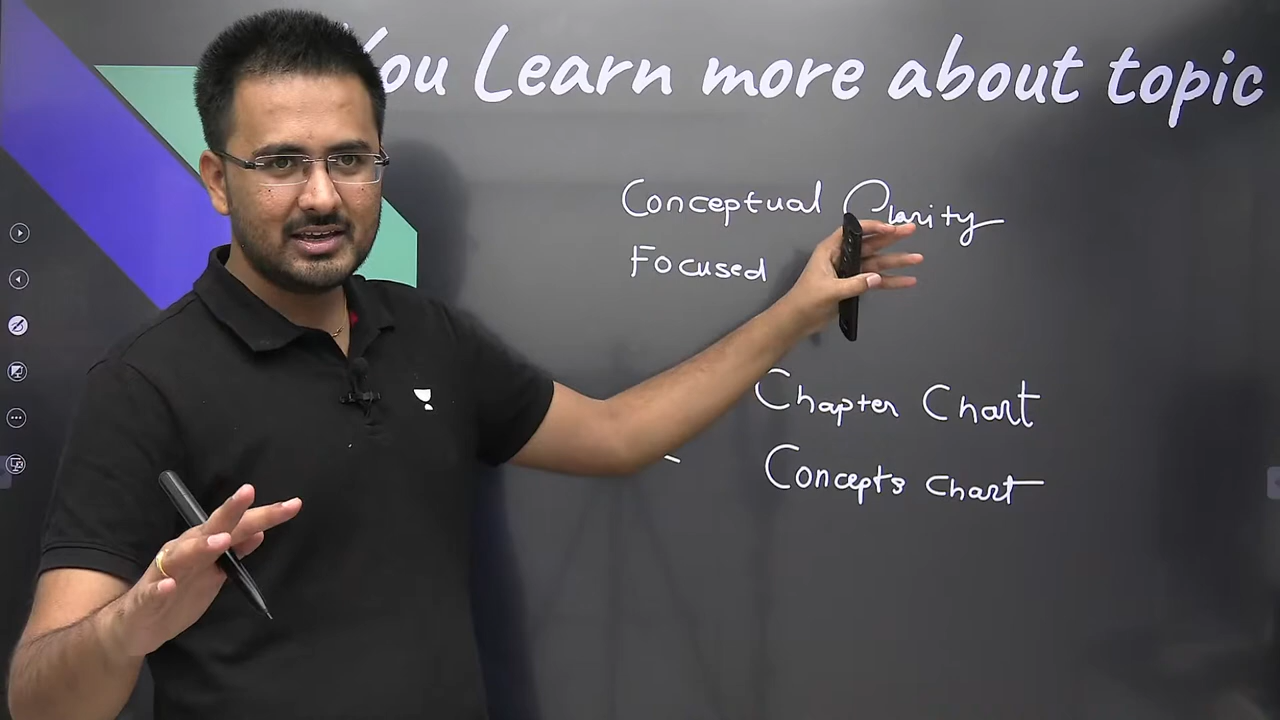 You Learn more about topic
Conceptual Clarity
Focused
Chapter Chart
Concepts Chart